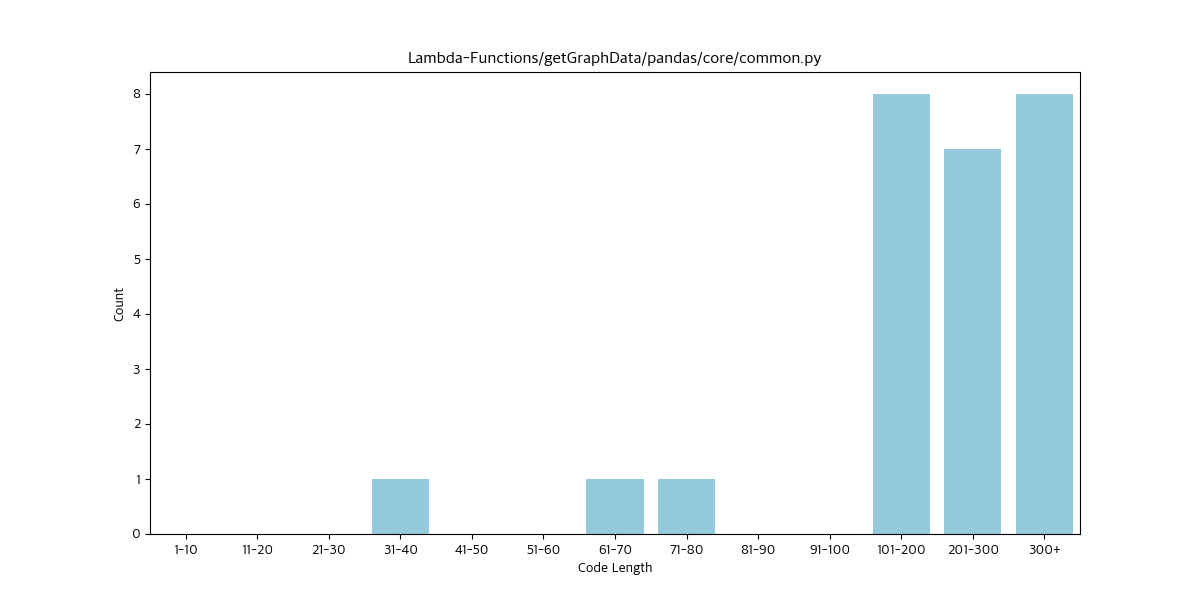 Lambda-Functions/getGraphData/pandas/core/common.py
8
7
6
5
4
3
2
1
0
Count
1-10 11-20 21-30 31-40 41-50 51-60 61-70 71-80 81-90 91-100 101-200 201-300 300+
Code Length